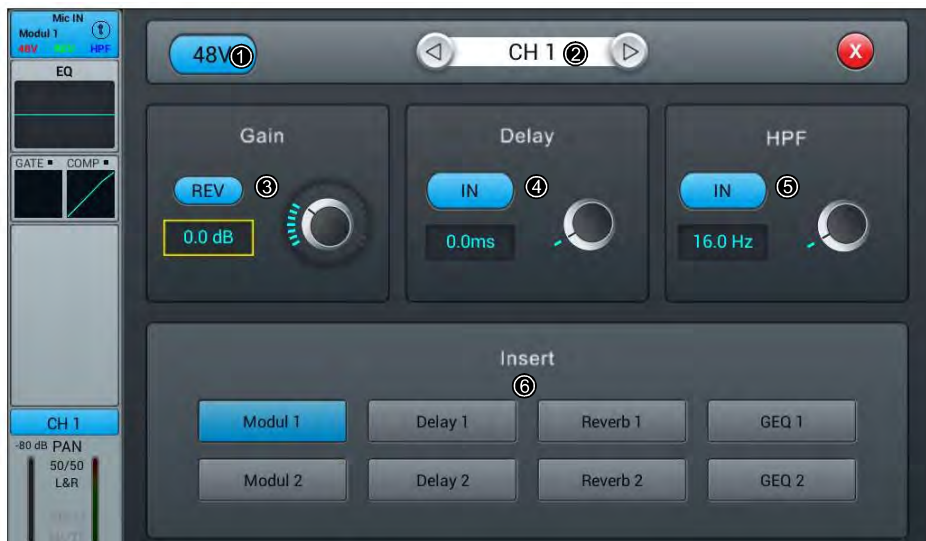 Mic IN
Modul 1
48V REV HPF
EQ
GATE COMP
CH 1
-80 dB PAN
50/50
L&R
48V ①
CH 1 ②
X
Gain
REV ③
0.0 dB
Delay
IN ④
0.0ms
HPF
IN ⑤
16.0 Hz
Insert
⑥
Modul 1 Delay 1 Reverb 1 GEQ 1
Modul 2 Delay 2 Reverb 2 GEQ 2